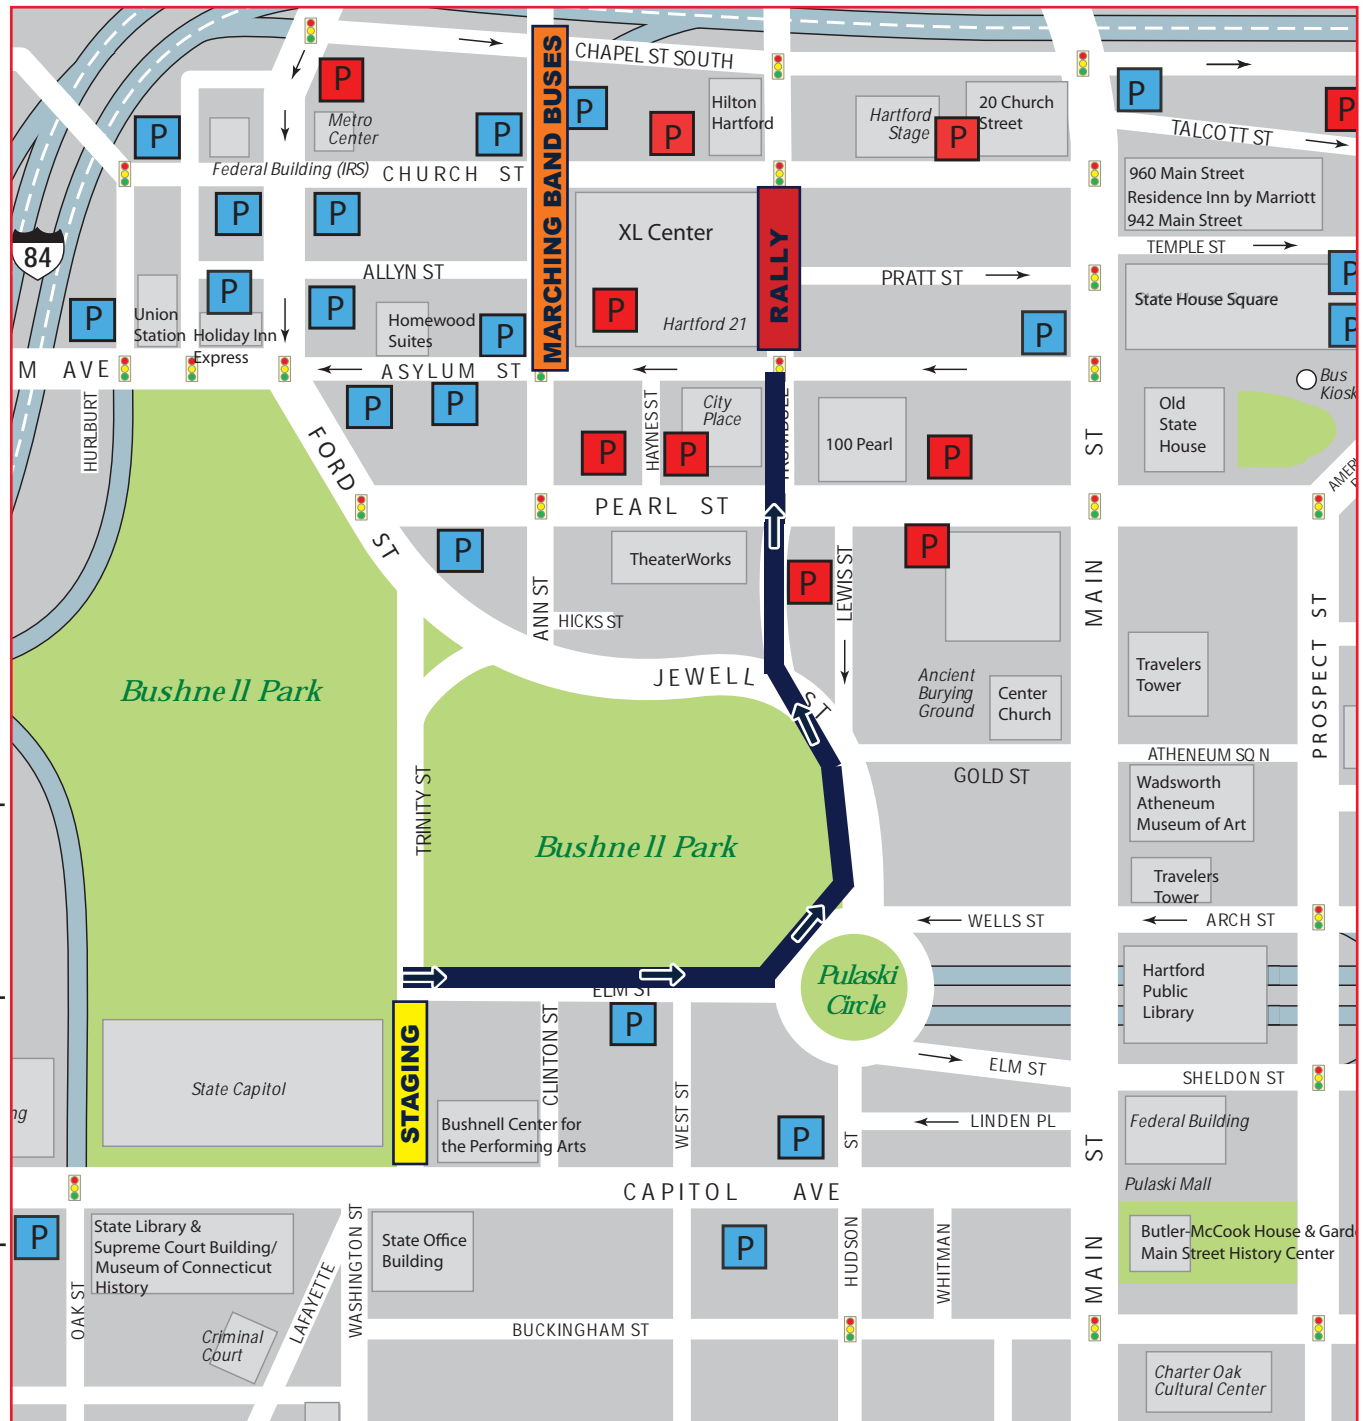 CHAPEL ST SOUTH
MARCHING BAND BUSES
P
Metro
Center
P
P
P
P
Hilton
Hartford
Hartford
Stage
P
20 Church
Street
P
P
TALCOTT ST
Federal Building (IRS)
CHURCH ST
960 Main Street
Residence Inn by Marriott
942 Main Street
P
P
XL Center
RALLY
TEMPLE ST
84
ALLYN ST
PRATT ST
P
P
P
P
Union
Station
Holiday Inn
Express
Homewood
Suites
P
P
Hartford 21
P
State House Square
P
P
M AVE
ASYLUM ST
Bus
Kiosk
HURLBURT
P
P
HAYNES ST
City
Place
TRUMBULL
100 Pearl
Old
State
House
ST
FORD ST
P
P
P
PEARL ST
P
TheaterWorks
P
P
LEWIS ST
MAIN
ANN ST
HICKS ST
JEWELL ST
Ancient
Burying
Ground
Center
Church
Travelers
Tower
PROSPECT ST
Bushnell Park
TRINITY ST
GOLD ST
ATHENEUM SQ N
Wadsworth
Atheneum
Museum of Art
Bushnell Park
Travelers
Tower
WELLS ST
ARCH ST
Pulaski
Circle
Hartford
Public
Library
ELM ST
P
STAGING
CLINTON ST
ELM ST
SHELDON ST
State Capitol
ng
Bushnell Center for
the Performing Arts
WEST ST
P
ST
LINDEN PL
Federal Building
ST
Pulaski Mall
CAPITOL AVE
P
State Library &
Supreme Court Building/
Museum of Connecticut
History
WASHINGTON ST
State Office
Building
P
HUDSON
WHITMAN
MAIN
Butler-McCook House & Gard
Main Street History Center
OAK ST
Criminal
Court
LAFAYETTE
BUCKINGHAM ST
Charter Oak
Cultural Center